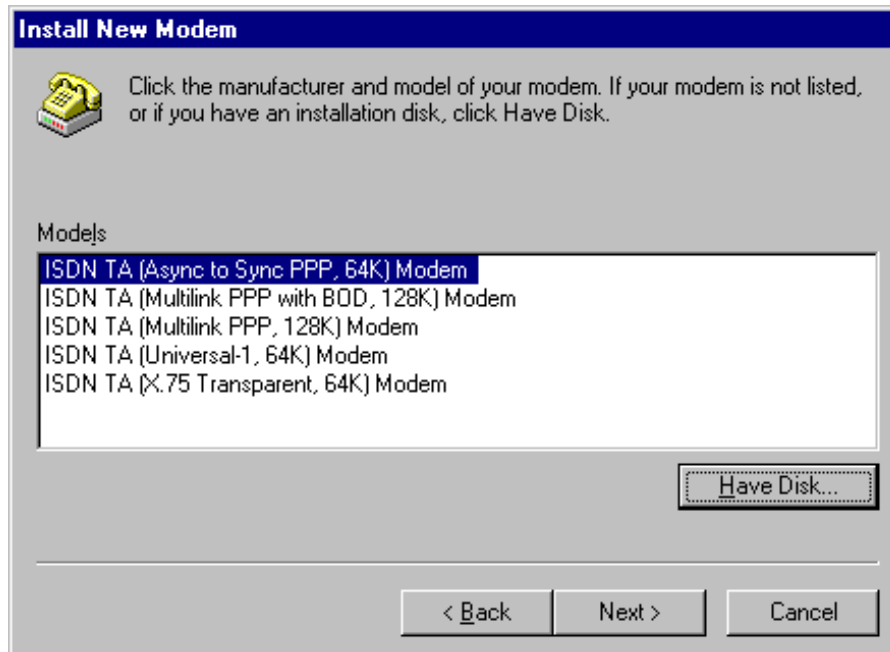 Install New Modem
Click the manufacturer and model of your modem. If your modem is not listed,
or if you have an installation disk, click Have Disk.
Models
ISDN TA (Async to Sync PPP, 64K) Modem
ISDN TA (Multilink PPP with BOD, 128K) Modem
ISDN TA (Multilink PPP, 128K) Modem
ISDN TA (Universal-1, 64K) Modem
ISDN TA (X.75 Transparent, 64K) Modem
Have Disk...
< Back Next > Cancel